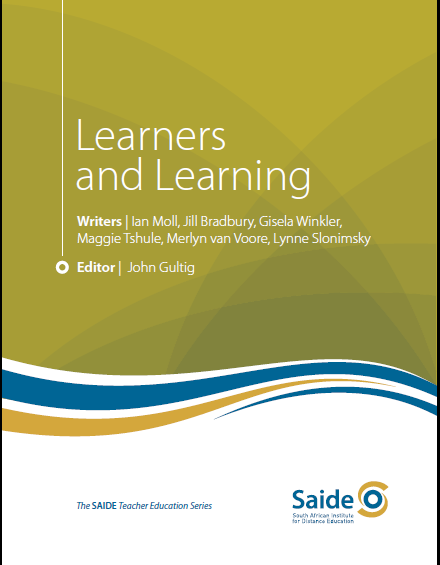 Learners
and Learning
Writers | Ian Moll, Jill Bradbury, Gisela Winkler,
Maggie Tshule, Merlyn van Voore, Lynne Slonimsky
Editor | John Gultig
The SAIDE Teacher Education Series
Saide
South African Institute
for Distance Education